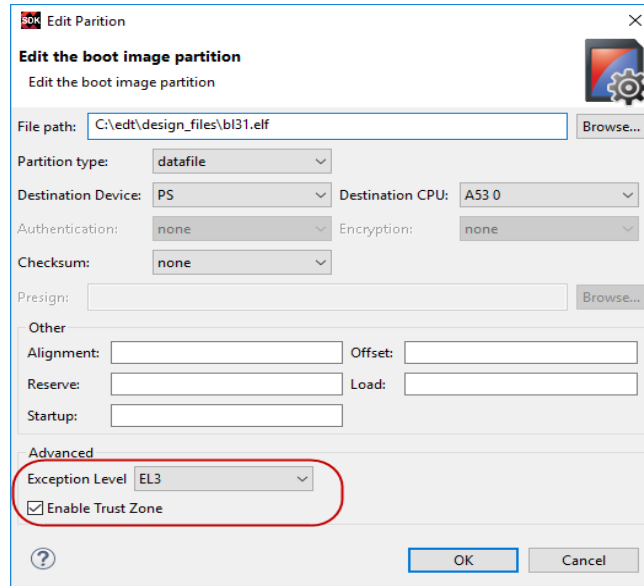 SDK Edit Parition
Edit the boot image partition
Edit the boot image partition
File path: C:\edt\design_files\bl31.elf Browse...
Partition type: datafile
Destination Device: PS Destination CPU: A53 0
Authentication: none Encryption: none
Checksum: none
Presign: Browse...
Other
Alignment: Offset:
Reserve: Load:
Startup:
Advanced
Exception Level EL3
Enable Trust Zone
? OK Cancel